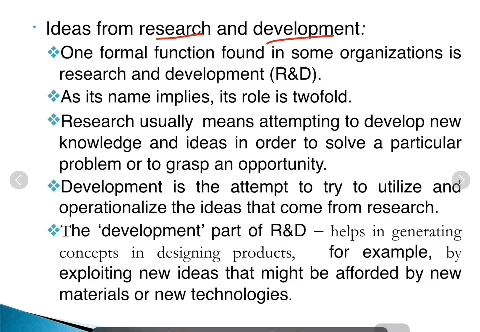 Ideas from research and development:
One formal function found in some organizations is
research and development (R&D).
As its name implies, its role is twofold.
Research usually means attempting to develop new
knowledge and ideas in order to solve a particular
problem or to grasp an opportunity.
Development is the attempt to try to utilize and
operationalize the ideas that come from research.
The ‘development’ part of R&D – helps in generating
concepts in designing products, for example, by
exploiting new ideas that might be afforded by new
materials or new technologies.